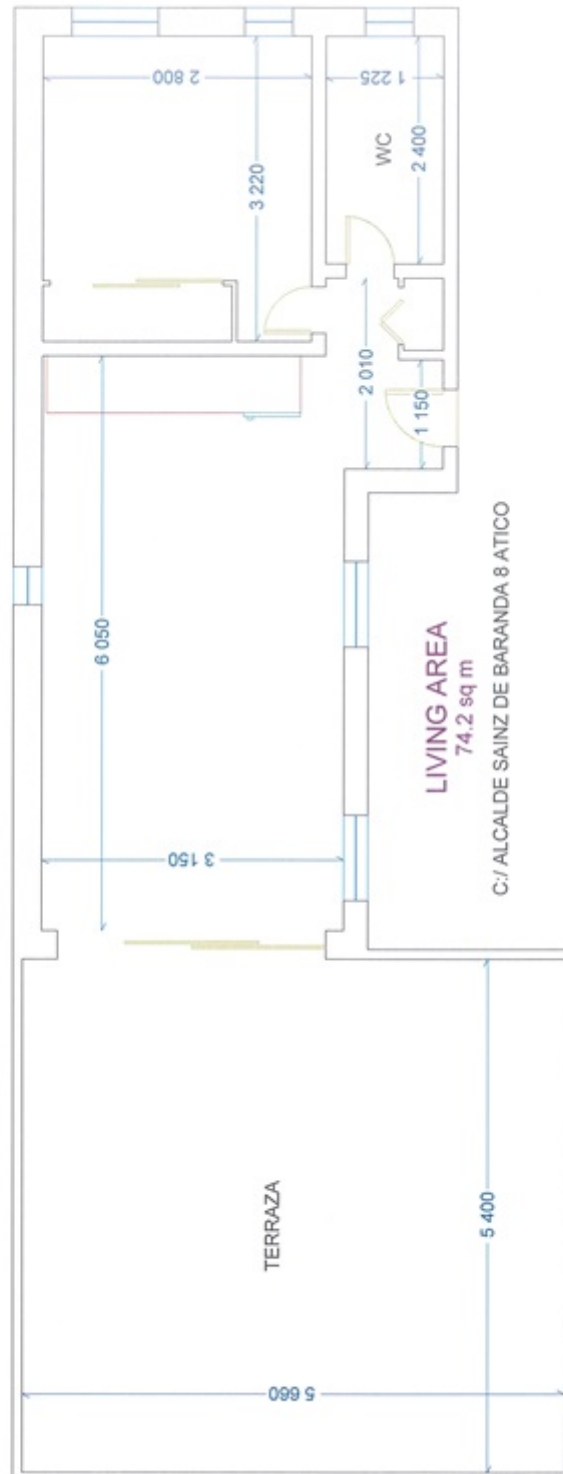 2 800
1 225
WC
2 400
3 220
2 010
1 150
6 050
3 150
LIVING AREA
74.2 sq m
C:/ ALCALDE SAINZ DE BARANDA 8 ATICO
TERRAZA
5 400
5 660